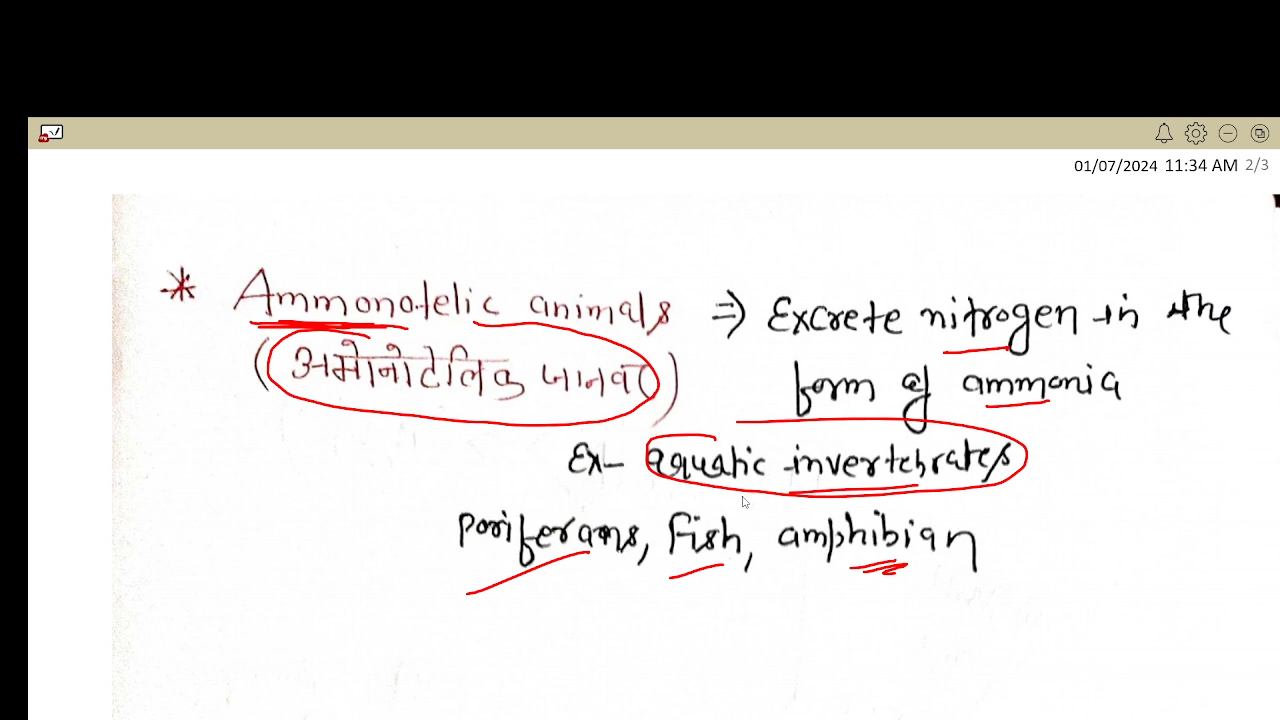 01/07/2024 11:34 AM 2/3
* Ammonotelic animals ⇒ Excrete nitrogen in the
(अमोनोटेलिक जानवर) form of ammonia
Ex- aquatic invertebrates
Poriferans, Fish, amphibian